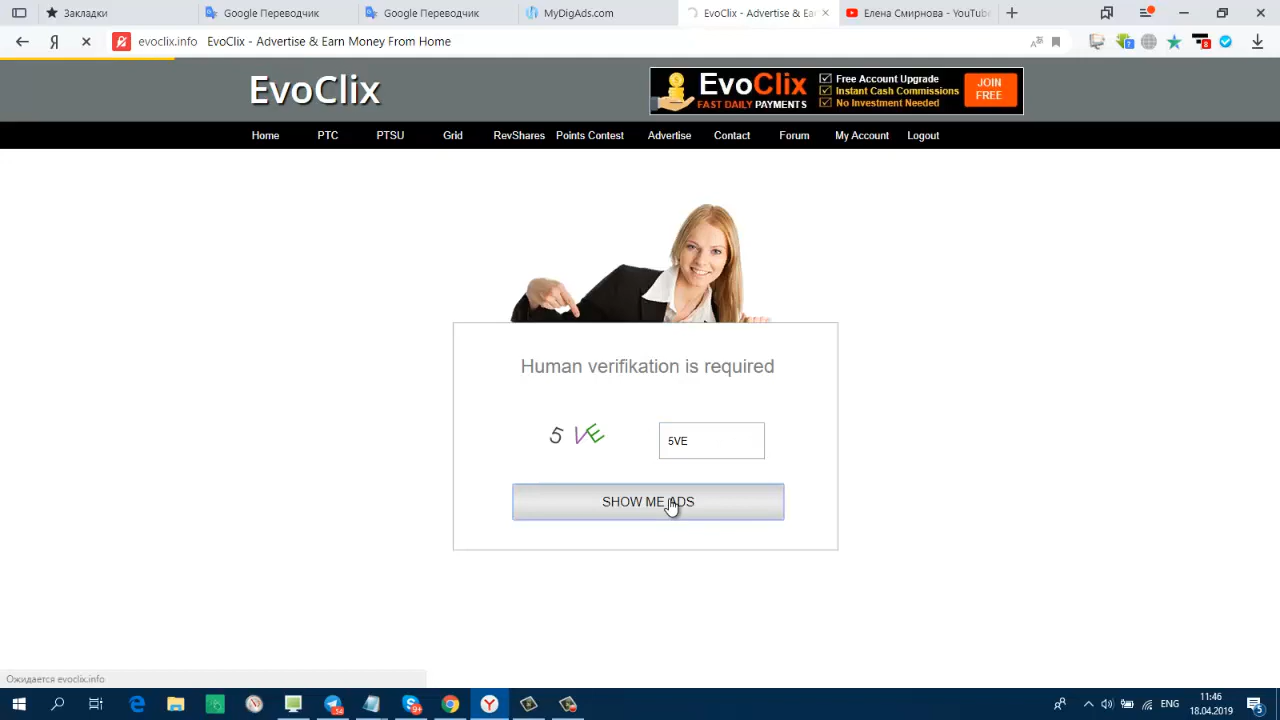 Закладки
Google Переводчик
Google Переводчик
MyDigAds.com
EvoClix - Advertise & Ea
Елена Смирнова - YouTube
evoclix.info EvoClix - Advertise & Earn Money From Home
EvoClix
EvoClix
FAST DAILY PAYMENTS
Free Account Upgrade
Instant Cash Commissions
No Investment Needed
JOIN
FREE
Home PTC PTSU Grid RevShares Points Contest Advertise Contact Forum My Account Logout
Human verifikation is required
5 VE
5VE
SHOW ME ADS
Ожидается evoclix.info
ENG
11:46
18.04.2019